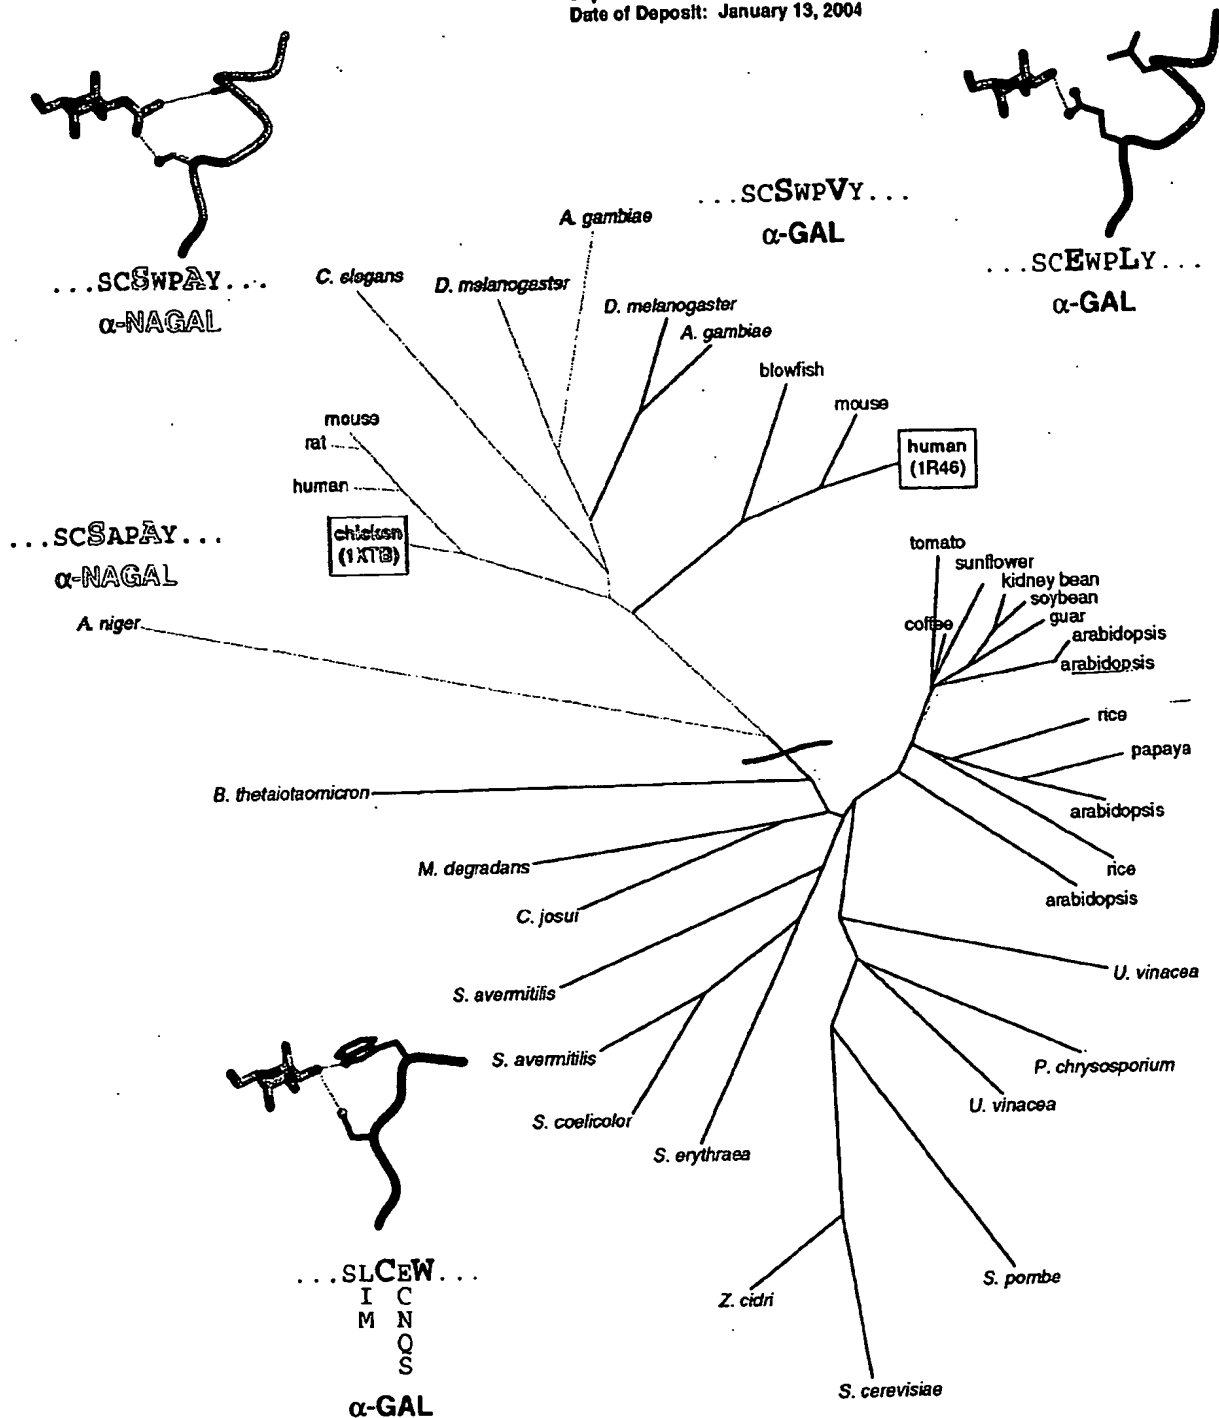 Date of Deposit: January 13, 2004
...SCSWPVY...
α-GAL
A. gambiae
...SCEWPLY...
α-GAL
...SCSWPAY...
α-NAGAL
C. elegans
D. melanogaster
D. melanogaster
A. gambiae
blowfish
mouse
human
(1R46)
mouse
rat
human
chicken
(1KTB)
...SCSAPAY...
α-NAGAL
A. niger
tomato
sunflower
kidney bean
soybean
guar
coffee
arabidopsis
arabidopsis
rice
papaya
arabidopsis
rice
arabidopsis
B. thetaiotaomicron
M. degradans
C. josui
S. avermitilis
U. vinacea
S. avermitilis
P. chrysosporium
U. vinacea
S. coelicolor
S. erythraea
...SLCEW...
I C
M N
Q
S
α-GAL
S. pombe
Z. cidri
S. cerevisiae